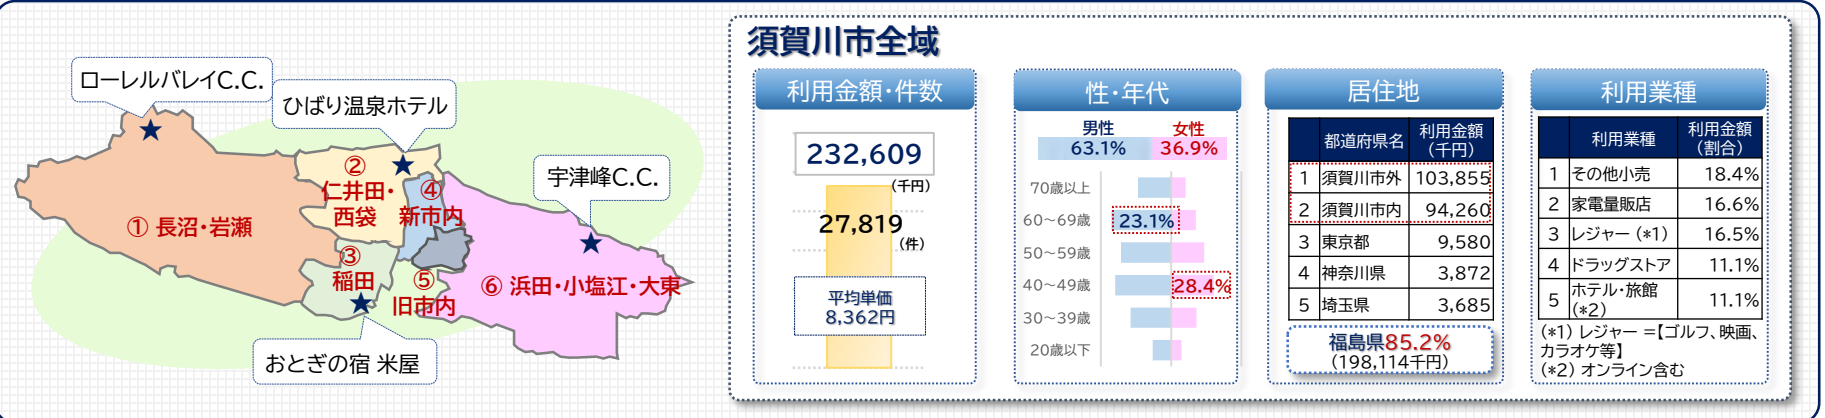 ローレルバレイC.C.
ひばり温泉ホテル
宇津峰C.C.
おとぎの宿 米屋
① 長沼・岩瀬
②
仁井田・
西袋
③
稲田
④
新市内
⑤
旧市内
⑥ 浜田・小塩江・大東
須賀川市全域
利用金額・件数
232,609
(千円)
27,819
(件)
平均単価
8,362円
性・年代
男性 女性
63.1% 36.9%
70歳以上
60～69歳 23.1%
50～59歳
40～49歳 28.4%
30～39歳
20歳以下
居住地
都道府県名 利用金額
(千円)
1 須賀川市外 103,855
2 須賀川市内 94,260
3 東京都 9,580
4 神奈川県 3,872
5 埼玉県 3,685
福島県85.2%
(198,114千円)
利用業種
利用業種 利用金額
(割合)
1 その他小売 18.4%
2 家電量販店 16.6%
3 レジャー (*1) 16.5%
4 ドラッグストア 11.1%
5 ホテル・旅館 11.1%
(*2)
(*1) レジャー =【ゴルフ、映画、
カラオケ等】
(*2) オンライン含む